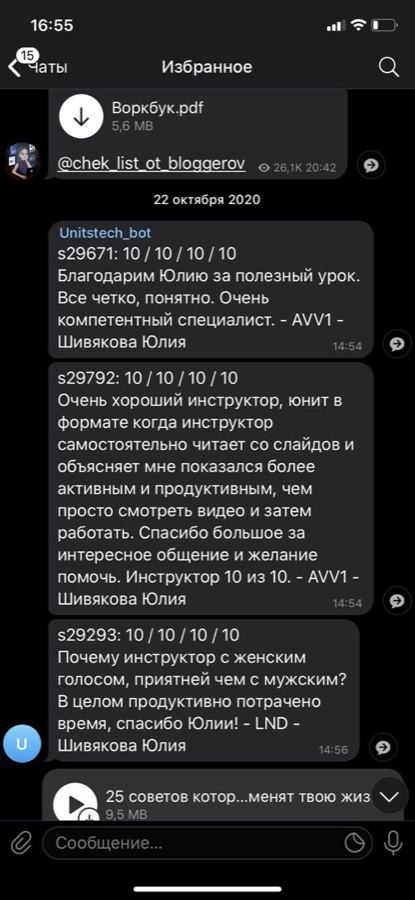 16:55
15
Чаты
Избранное
Воркбук.pdf
5,6 MB
@chek_list_ot_bloggerov
26,1K 20:42
22 октября 2020
Unitstech_bot
s29671: 10 / 10 / 10 / 10
Благодарим Юлию за полезный урок.
Все четко, понятно. Очень
компетентный специалист. - AVV1 -
Шивякова Юлия
14:54
s29792: 10 / 10 / 10 / 10
Очень хороший инструктор, юнит в
формате когда инструктор
самостоятельно читает со слайдов и
объясняет мне показался более
активным и продуктивным, чем
просто смотреть видео и затем
работать. Спасибо большое за
интересное общение и желание
помочь. Инструктор 10 из 10. - AVV1 -
Шивякова Юлия
14:54
s29293: 10 / 10 / 10 / 10
Почему инструктор с женским
голосом, приятней чем с мужским?
В целом продуктивно потрачено
время, спасибо Юлии! - LND -
Шивякова Юлия
14:56
U
25 советов котор...менят твою жиз
9,5 MB
Сообщение...